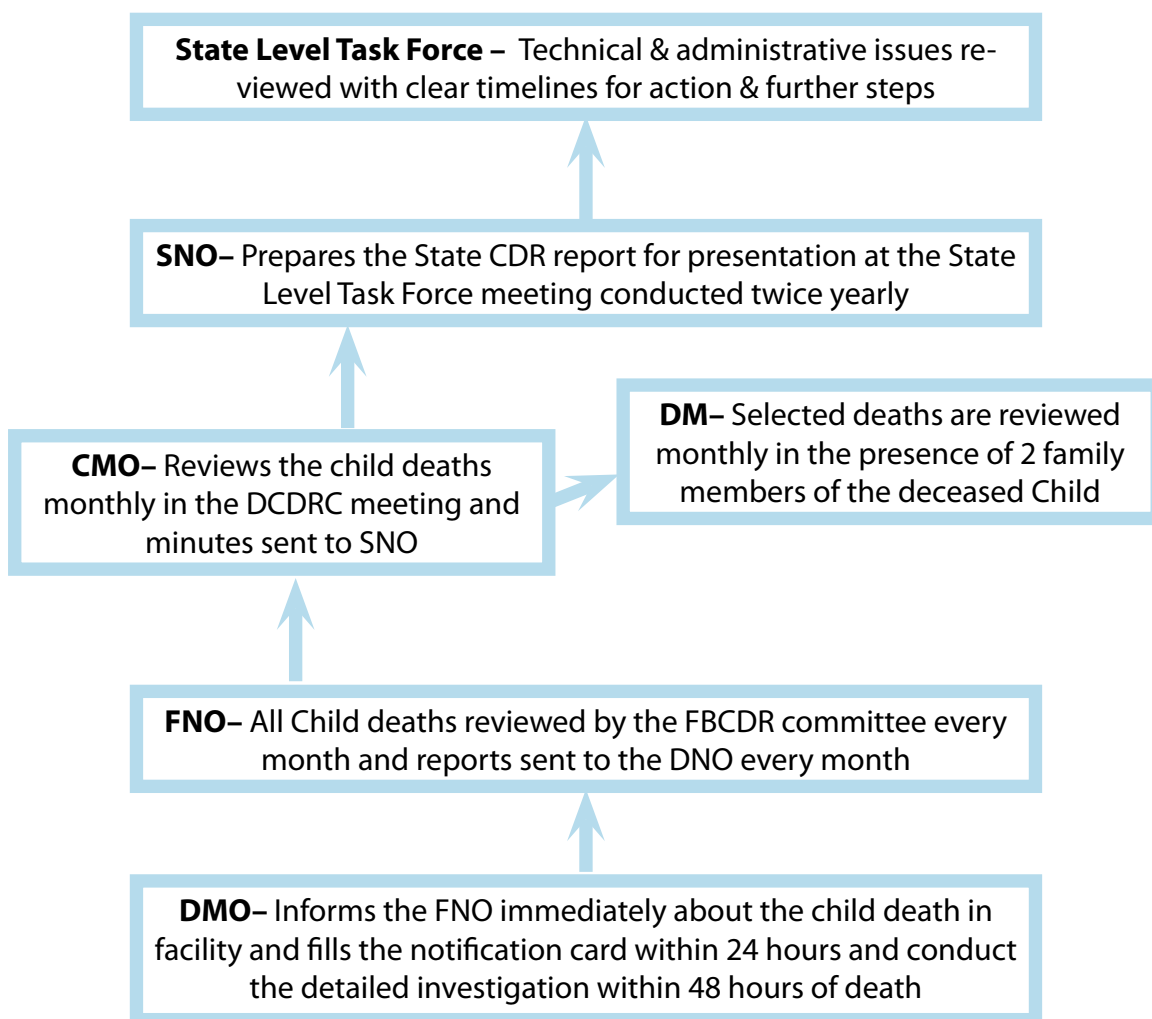 State Level Task Force – Technical & administrative issues re-
viewed with clear timelines for action & further steps
SNO– Prepares the State CDR report for presentation at the State
Level Task Force meeting conducted twice yearly
DM– Selected deaths are reviewed
monthly in the presence of 2 family
members of the deceased Child
CMO– Reviews the child deaths
monthly in the DCDRC meeting and
minutes sent to SNO
FNO– All Child deaths reviewed by the FBCDR committee every
month and reports sent to the DNO every month
DMO– Informs the FNO immediately about the child death in
facility and fills the notification card within 24 hours and conduct
the detailed investigation within 48 hours of death